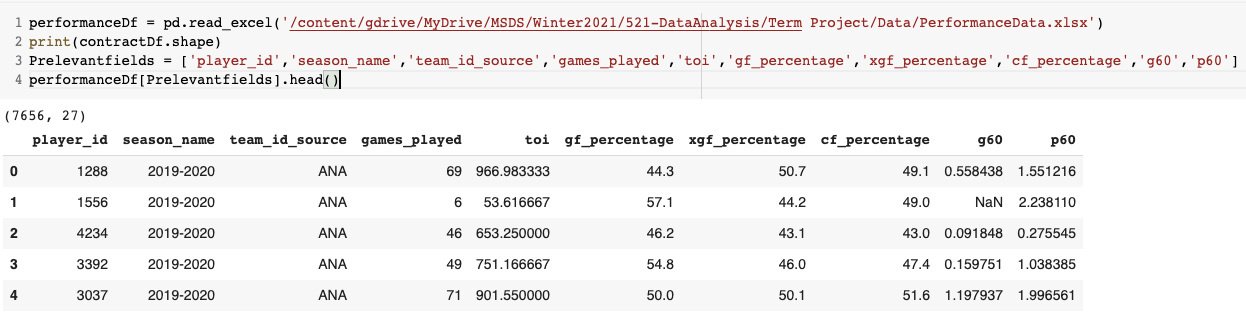 1 performanceDf = pd.read_excel('/content/gdrive/MyDrive/MSDS/Winter2021/521-DataAnalysis/Term Project/Data/PerformanceData.xlsx')
2 print(contractDf.shape)
3 Prelevantfields = ['player_id','season_name','team_id_source','games_played','toi','gf_percentage','xgf_percentage','cf_percentage','g60','p60']
4 performanceDf[Prelevantfields].head()
(7656, 27)
player_id season_name team_id_source games_played toi gf_percentage xgf_percentage cf_percentage g60 p60
0 1288 2019-2020 ANA 69 966.983333 44.3 50.7 49.1 0.558438 1.551216
1 1556 2019-2020 ANA 6 53.616667 57.1 44.2 49.0 NaN 2.238110
2 4234 2019-2020 ANA 46 653.250000 46.2 43.1 43.0 0.091848 0.275545
3 3392 2019-2020 ANA 49 751.166667 54.8 46.0 47.4 0.159751 1.038385
4 3037 2019-2020 ANA 71 901.550000 50.0 50.1 51.6 1.197937 1.996561